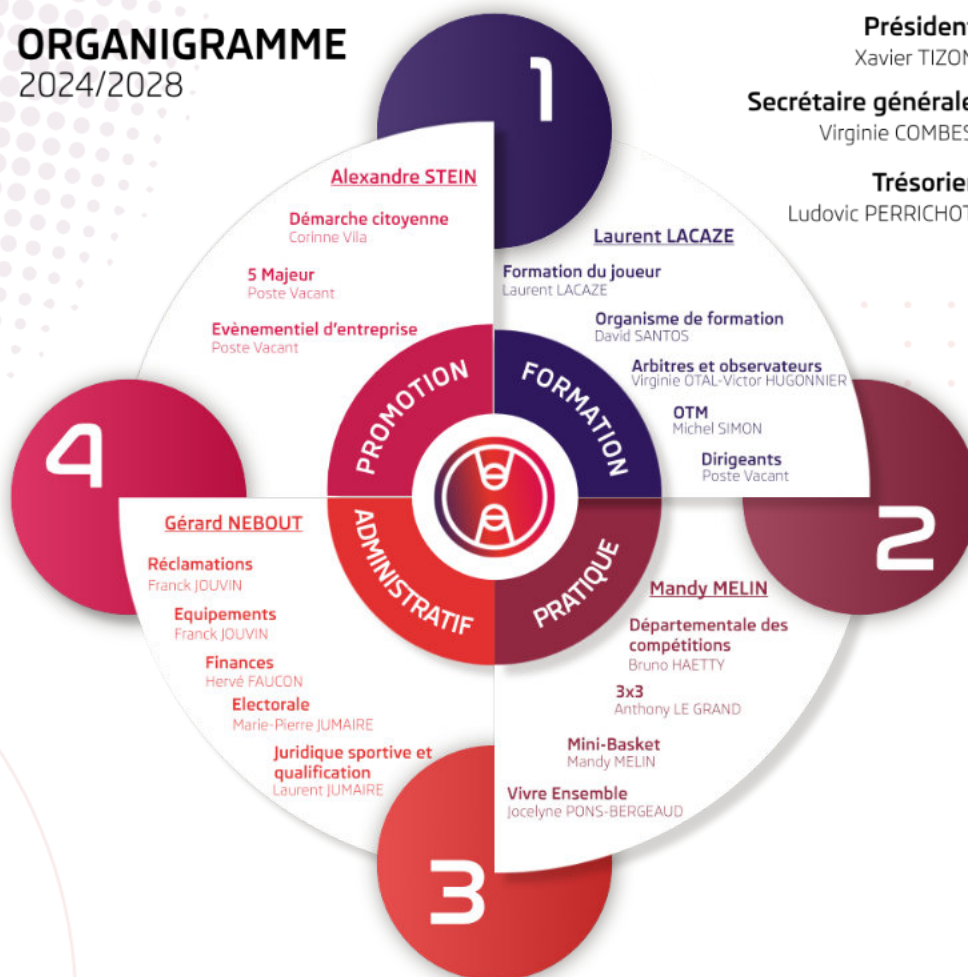 ORGANIGRAMME
2024/2028
Président
Xavier TIZON
Secrétaire générale
Virginie COMBES
Trésorier
Ludovic PERRICHOT
1
Alexandre STEIN
Démarche citoyenne
Corinne Vila
5 Majeur
Poste Vacant
Evènementiel d'entreprise
Poste Vacant
PROMOTION
Laurent LACAZE
Formation du joueur
Laurent LACAZE
Organisme de formation
David SANTOS
Arbitres et observateurs
Virginie OTAL-Victor HUGONNIER
OTM
Michel SIMON
Dirigeants
Poste Vacant
FORMATION
4
2
Gérard NEBOUT
Réclamations
Franck JOUVIN
Equipements
Franck JOUVIN
Finances
Hervé FAUCON
Electorale
Marie-Pierre JUMAIRE
Juridique sportive et
qualification
Laurent JUMAIRE
ADMINISTRATIF
PRATIQUE
Mandy MELIN
Départementale des
compétitions
Bruno HAETTY
3x3
Anthony LE GRAND
Mini-Basket
Mandy MELIN
Vivre Ensemble
Jocelyne PONS-BERGEAUD
3